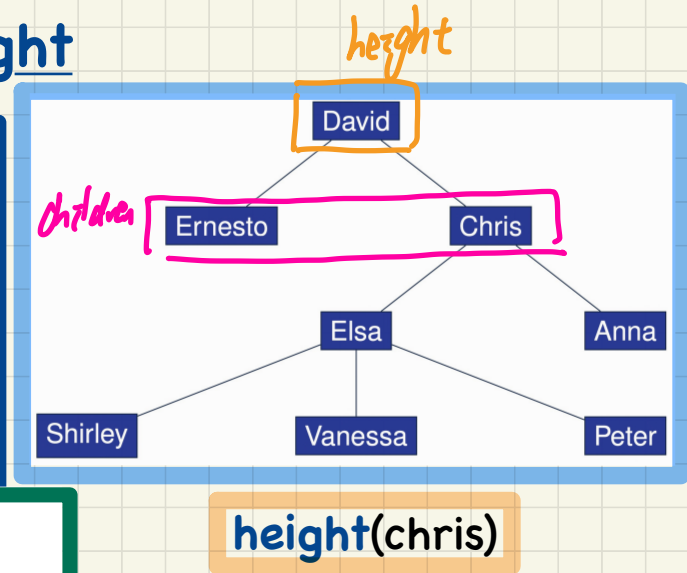 ght
height
David
children
Ernesto
Chris
Elsa
Anna
Shirley
Vanessa
Peter
height(chris)